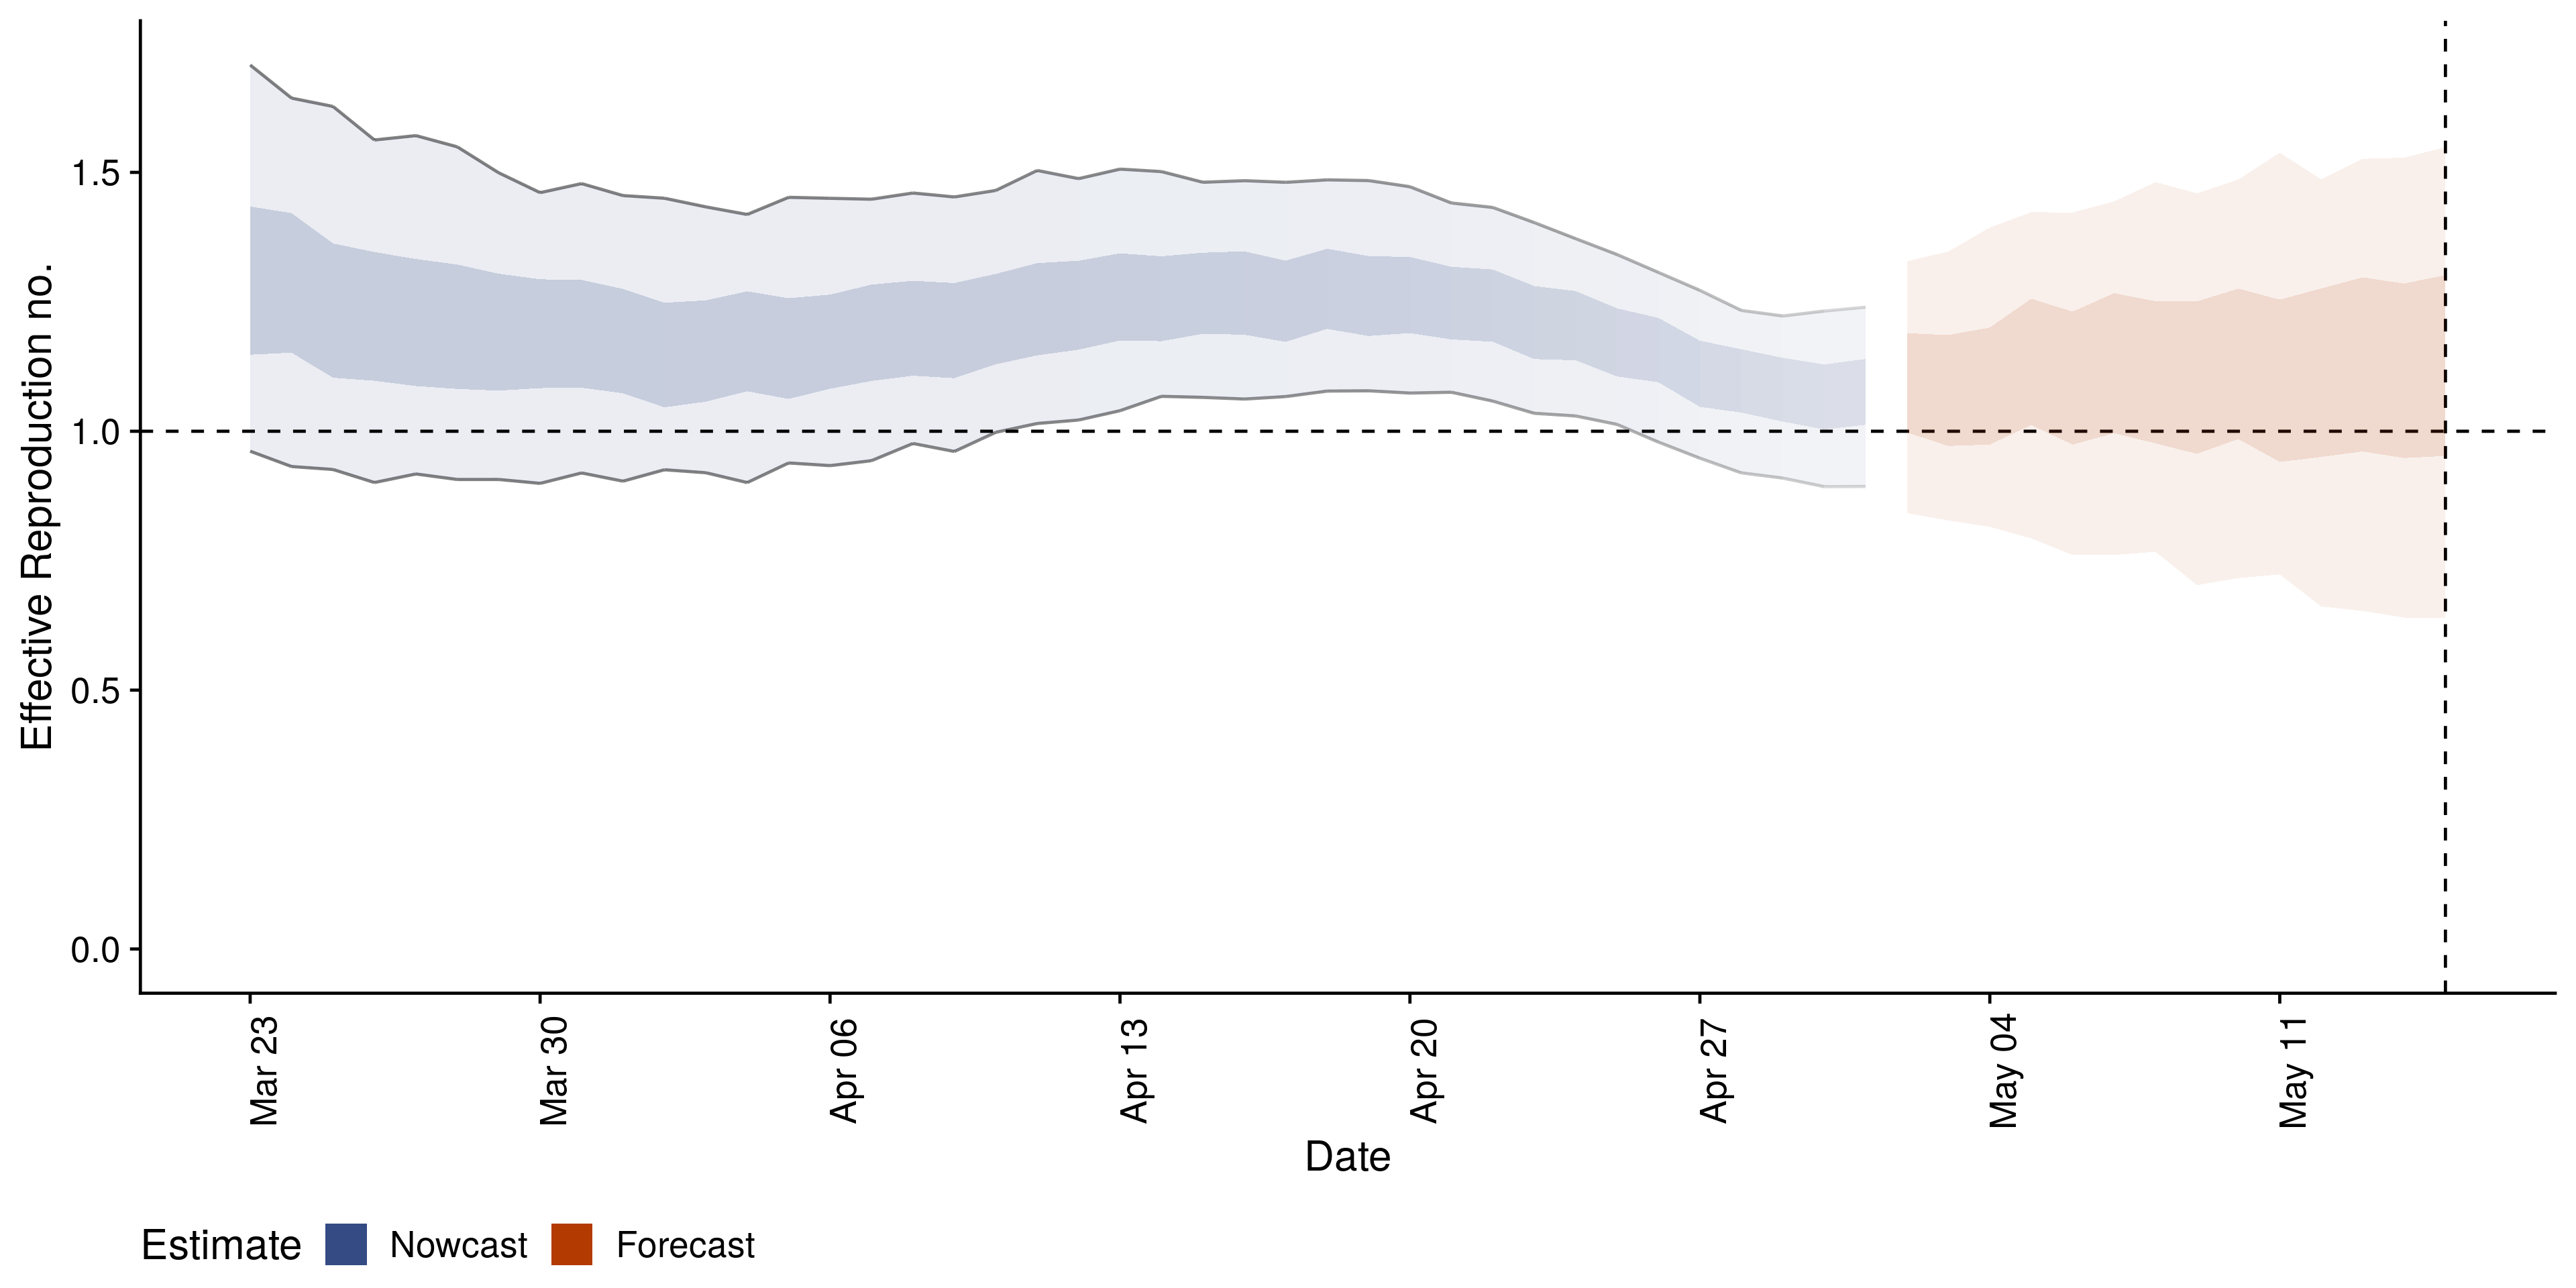 Effective Reproduction no.
1.5
1.0
0.5
0.0
Mar 23
Mar 30
Apr 06
Apr 13
Apr 20
Apr 27
May 04
May 11
Date
Estimate Nowcast Forecast